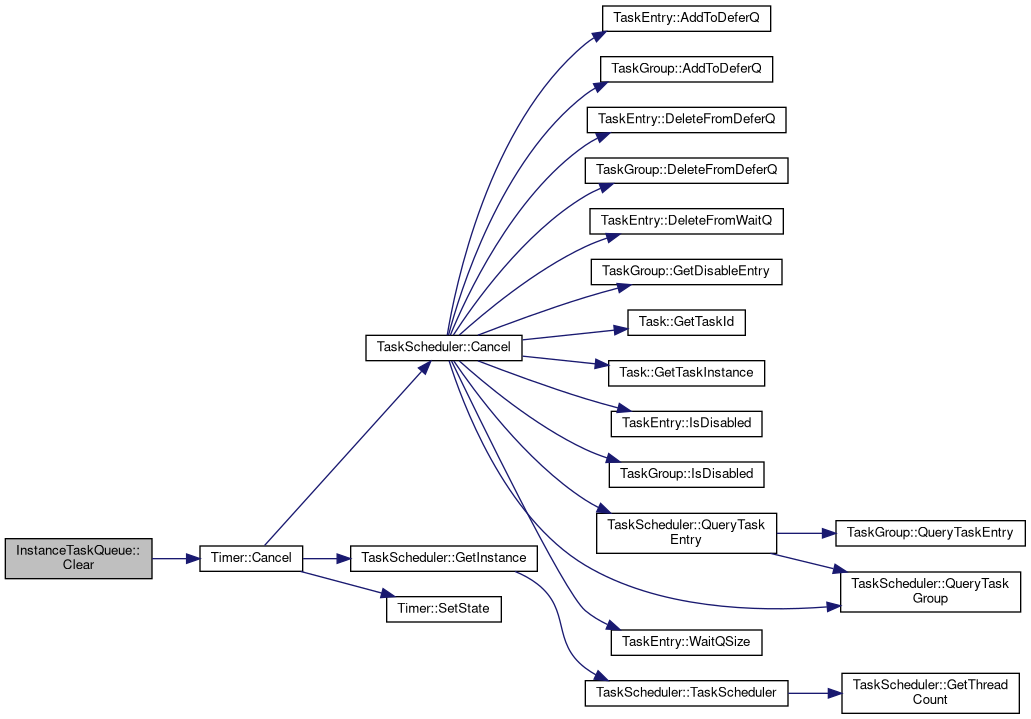 TaskEntry::AddToDeferQ
TaskGroup::AddToDeferQ
TaskEntry::DeleteFromDeferQ
TaskGroup::DeleteFromDeferQ
TaskEntry::DeleteFromWaitQ
TaskGroup::GetDisableEntry
Task::GetTaskId
TaskScheduler::Cancel
Task::GetTaskInstance
TaskEntry::IsDisabled
TaskGroup::IsDisabled
TaskScheduler::QueryTask
Entry
TaskGroup::QueryTaskEntry
InstanceTaskQueue::
Clear
Timer::Cancel
TaskScheduler::GetInstance
TaskScheduler::QueryTask
Group
Timer::SetState
TaskEntry::WaitQSize
TaskScheduler::TaskScheduler
TaskScheduler::GetThread
Count